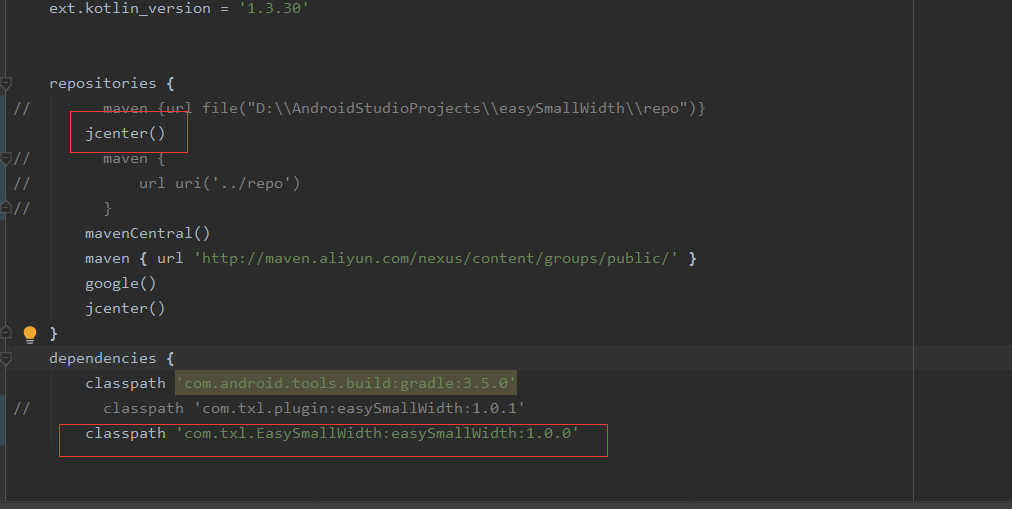 ext.kotlin_version = '1.3.30'
repositories {
//        maven {url file("D:\\AndroidStudioProjects\\easySmallWidth\\repo")}
jcenter()
//        maven {
//            url uri('../repo')
//        }
mavenCentral()
maven { url 'http://maven.aliyun.com/nexus/content/groups/public/' }
google()
jcenter()
}
dependencies {
classpath 'com.android.tools.build:gradle:3.5.0'
//        classpath 'com.txl.plugin:easySmallWidth:1.0.1'
classpath 'com.txl.EasySmallWidth:easySmallWidth:1.0.0'